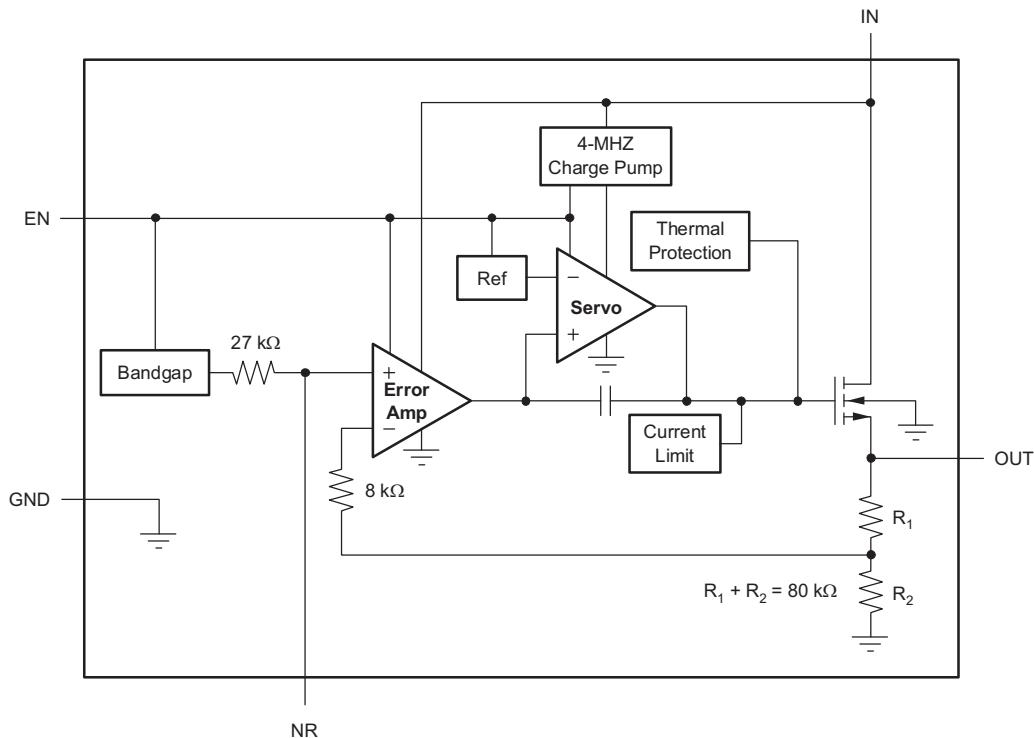 IN
4-MHZ
Charge Pump
EN
Thermal
Protection
Ref
−
Servo
+
27 kΩ
Bandgap
+
Error
Amp
−
Current
Limit
OUT
GND
8 kΩ
R1
R1 + R2 = 80 kΩ
R2
NR